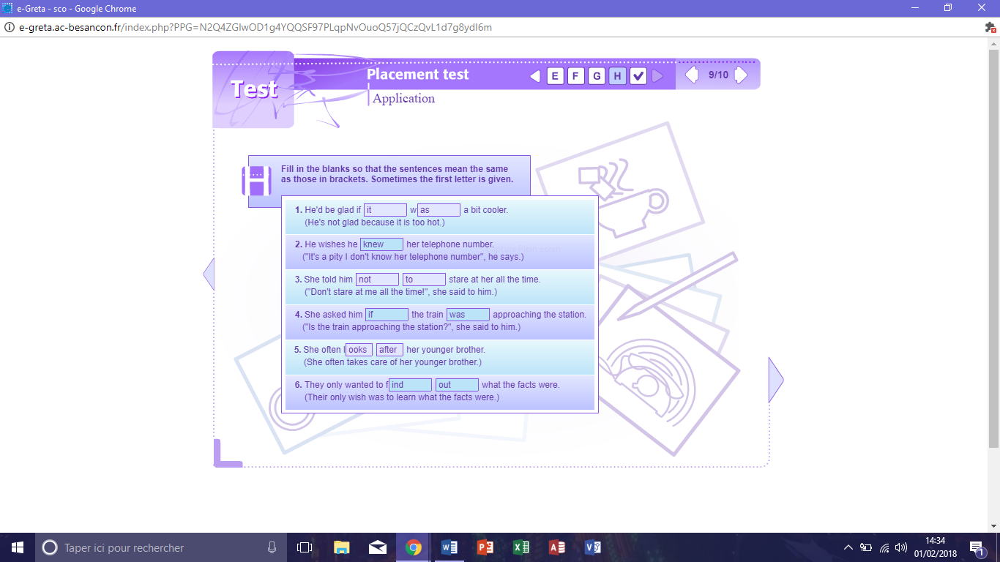 e-Greta - sco - Google Chrome
e-greta.ac-besancon.fr/index.php?PPG=N2Q4ZGIwOD1g4YQQSF97PLqpNvOuoQ57jQCzQvL1d7g8ydI6m
Test
Placement test
E F G H
9/10
Application
H
Fill in the blanks so that the sentences mean the same
as those in brackets. Sometimes the first letter is given.
1. He'd be glad if it was a bit cooler.
(He's not glad because it is too hot.)
2. He wishes he knew her telephone number.
("It's a pity I don't know her telephone number", he says.)
3. She told him not to stare at her all the time.
("Don't stare at me all the time!", she said to him.)
4. She asked him if the train was approaching the station.
("Is the train approaching the station?", she said to him.)
5. She often looks after her younger brother.
(She often takes care of her younger brother.)
6. They only wanted to find out what the facts were.
(Their only wish was to learn what the facts were.)
Taper ici pour rechercher
14:34
01/02/2018
1